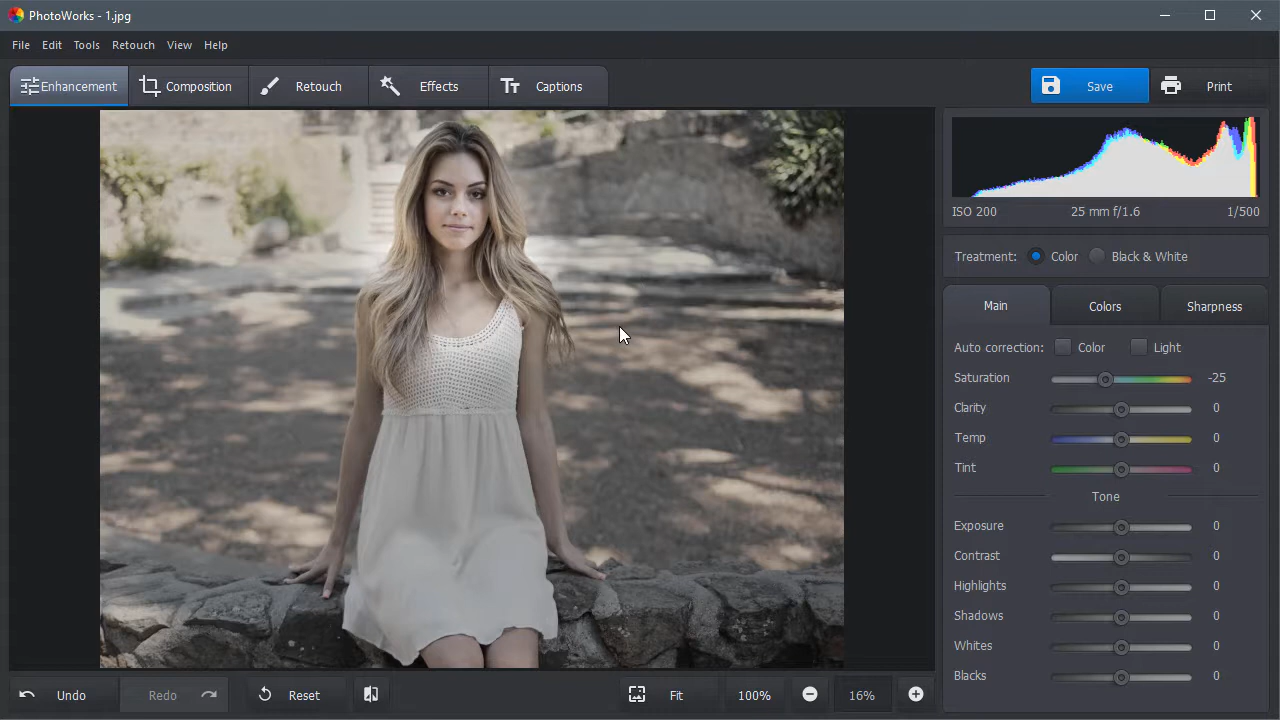 PhotoWorks - 1.jpg
File Edit Tools Retouch View Help
Enhancement Composition Retouch Effects Captions Save Print
ISO 200 25 mm f/1.6 1/500
Treatment: Color Black & White
Main Colors Sharpness
Auto correction: Color Light
Saturation -25
Clarity 0
Temp 0
Tint 0
Tone
Exposure 0
Contrast 0
Highlights 0
Shadows 0
Whites 0
Blacks 0
Undo Redo Reset Fit 100% 16%